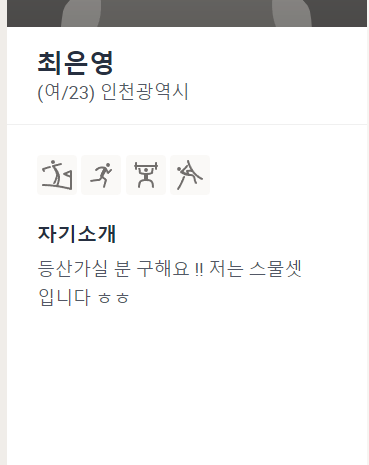 최은영
(여/23) 인천광역시
자기소개
등산가실 분 구해요 !! 저는 스물셋
입니다 ㅎㅎ